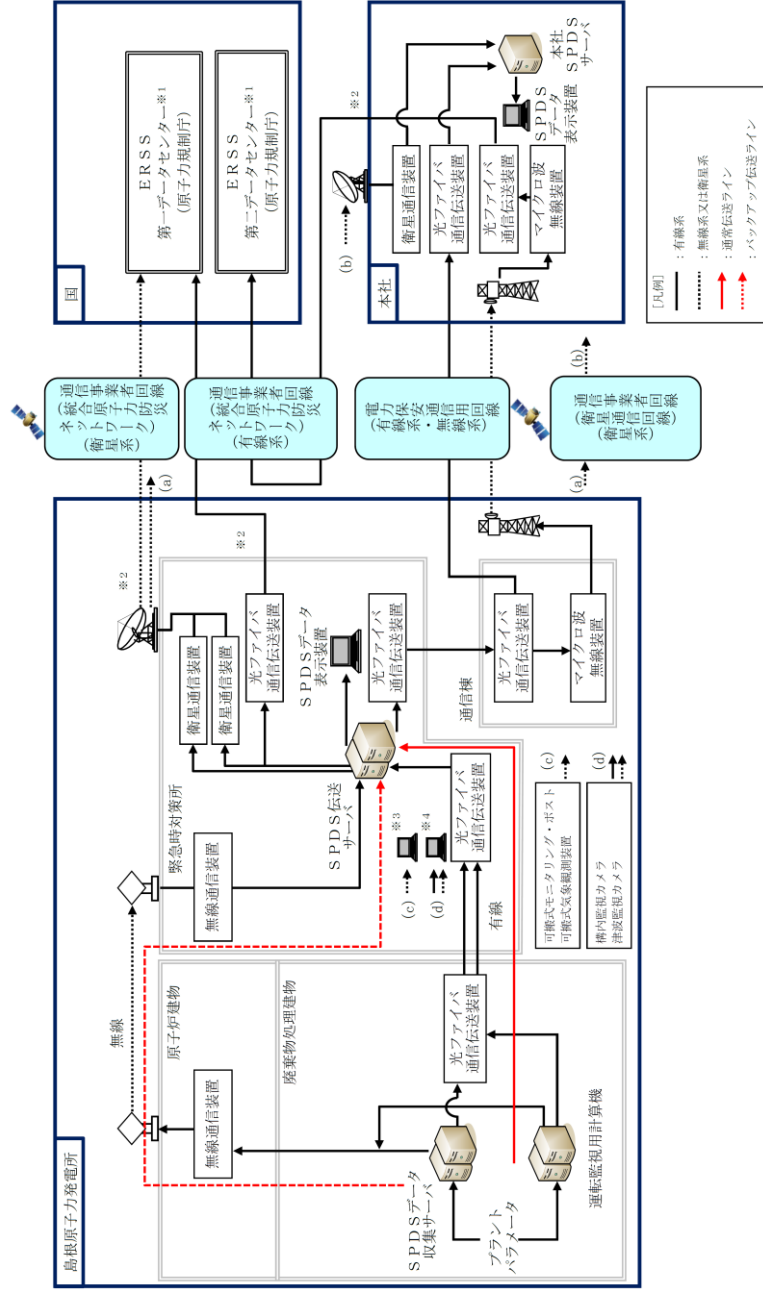 島根原子力発電所
原子炉建物
廃棄物処理建物
無線
無線通信装置
SPDSデータ
収集サーバ
プラント
パラメータ
運転監視用計算機
光ファイバ
通信伝送装置
有線
緊急時対策所
無線通信装置
SPDS伝送
サーバ
(c)
※3
(d)
※4
光ファイバ
通信伝送装置
衛星通信装置
衛星通信装置
光ファイバ
通信伝送装置
SPDSデータ
表示装置
光ファイバ
通信伝送装置
通信棟
光ファイバ
通信伝送装置
マイクロ波
無線装置
可搬式モニタリング・ポスト
可搬式気象観測装置
(c)
構内監視カメラ
津波監視カメラ
(d)
※2
※2
(a)
通信事業者回線
(統合原子力防災
ネットワーク)
(衛星系)
通信事業者回線
(統合原子力防災
ネットワーク)
(有線系)
電力保安通信用回線
(有線系・無線系)
(a)
通信事業者回線
(衛星通信回線)
(衛星系)
(b)
国
ERSS
第一データセンター※1
(原子力規制庁)
ERSS
第二データセンター※1
(原子力規制庁)
本社
(b)
※2
衛星通信装置
光ファイバ
通信伝送装置
光ファイバ
通信伝送装置
マイクロ波
無線装置
本社
SPDS
サーバ
SPDS
データ
表示装置
[凡例]
:有線系
:無線系又は衛星系
:通常伝送ライン
:バックアップ伝送ライン